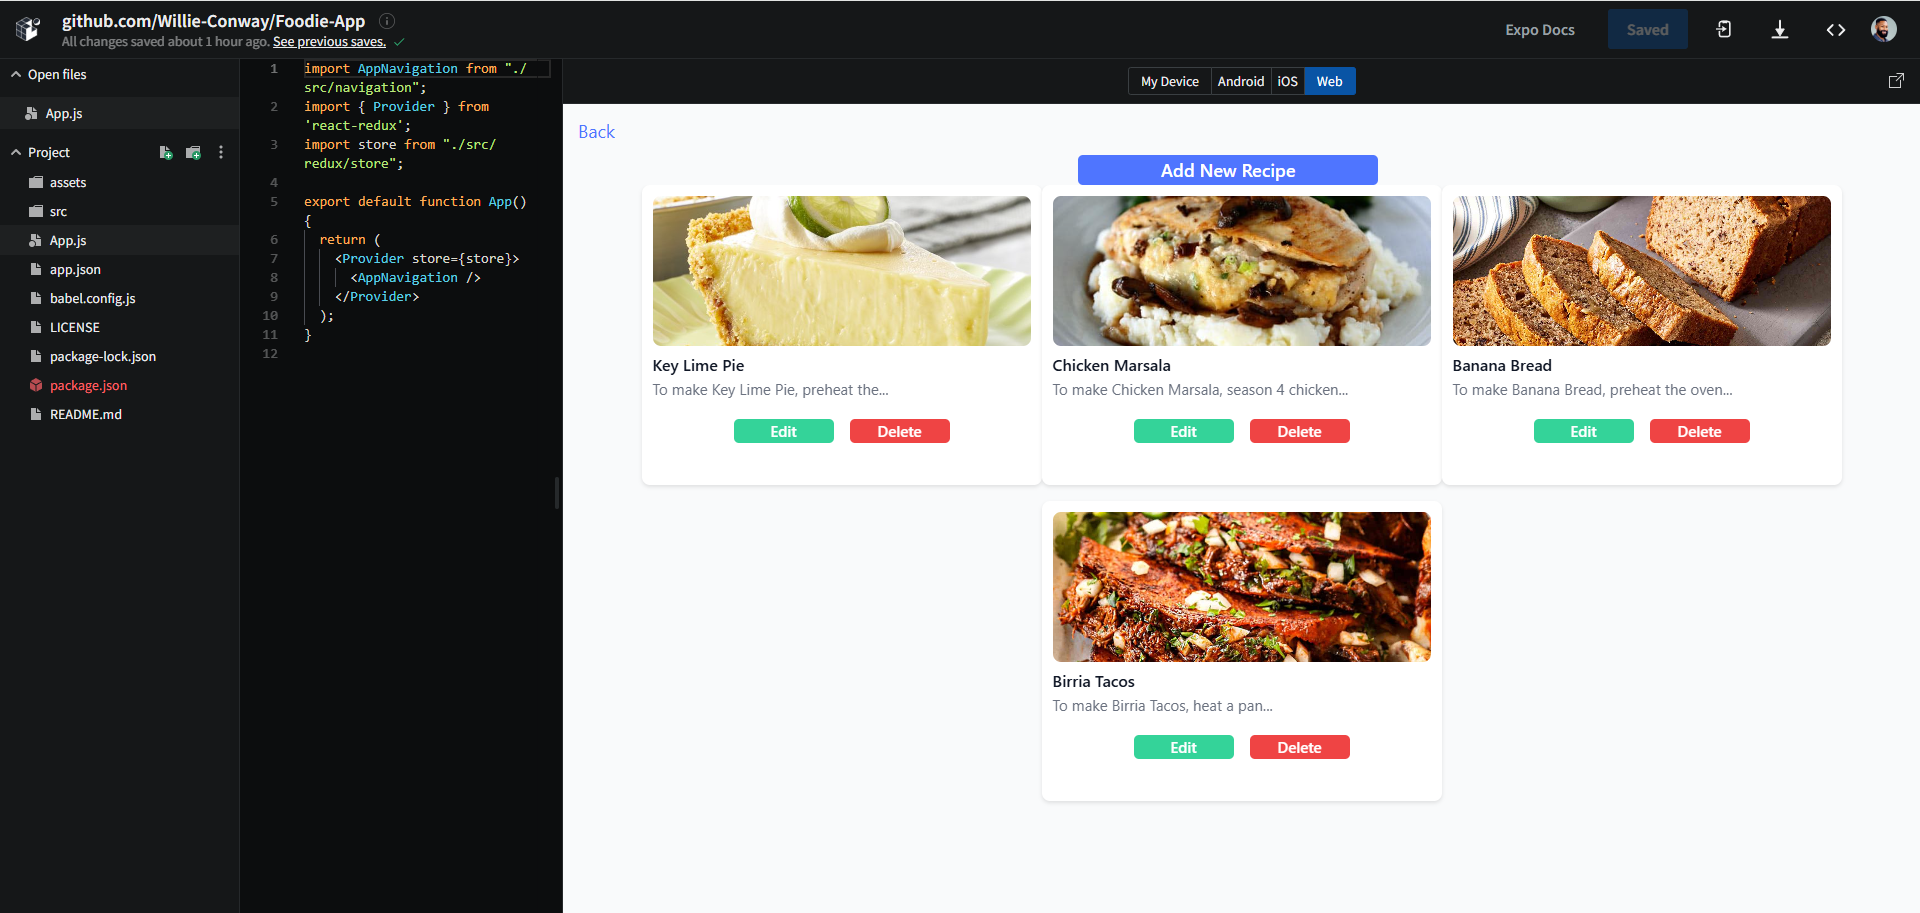 github.com/Willie-Conway/Foodie-App
All changes saved about 1 hour ago. See previous saves.
Expo Docs
Saved
Open files
App.js
Project
assets
src
App.js
app.json
babel.config.js
LICENSE
package-lock.json
package.json
README.md
1 import AppNavigation from "./
src/navigation";
2 import { Provider } from
'react-redux';
3 import store from "./src/
redux/store";
4
5 export default function App()
{
6 return (
7 <Provider store={store}>
8 <AppNavigation />
9 </Provider>
10 );
11 }
12
My Device Android iOS Web
Back
Add New Recipe
Key Lime Pie
To make Key Lime Pie, preheat the...
Edit Delete
Chicken Marsala
To make Chicken Marsala, season 4 chicken...
Edit Delete
Banana Bread
To make Banana Bread, preheat the oven...
Edit Delete
Birria Tacos
To make Birria Tacos, heat a pan...
Edit Delete